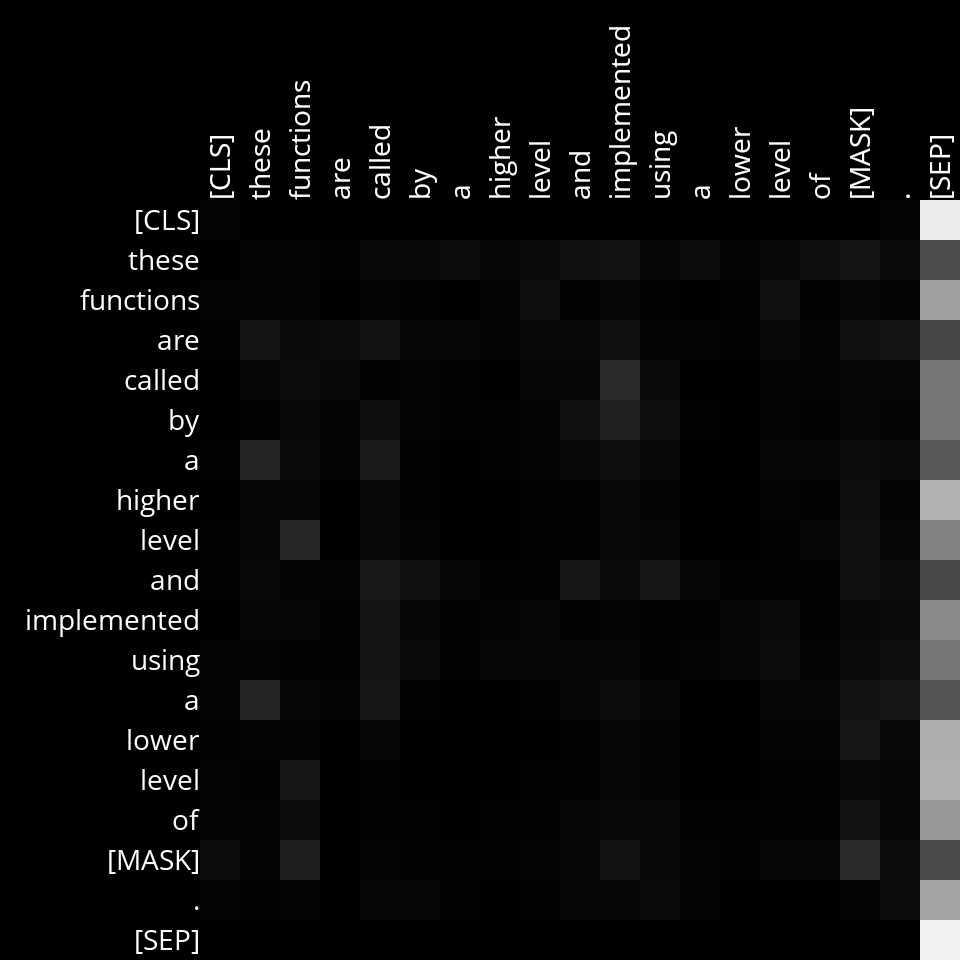 [CLS]
these
functions
are
called
by
a
higher
level
and
implemented
using
a
lower
level
of
[MASK]
.
[SEP]
[CLS]
these
functions
are
called
by
a
higher
level
and
implemented
using
a
lower
level
of
[MASK]
.
[SEP]